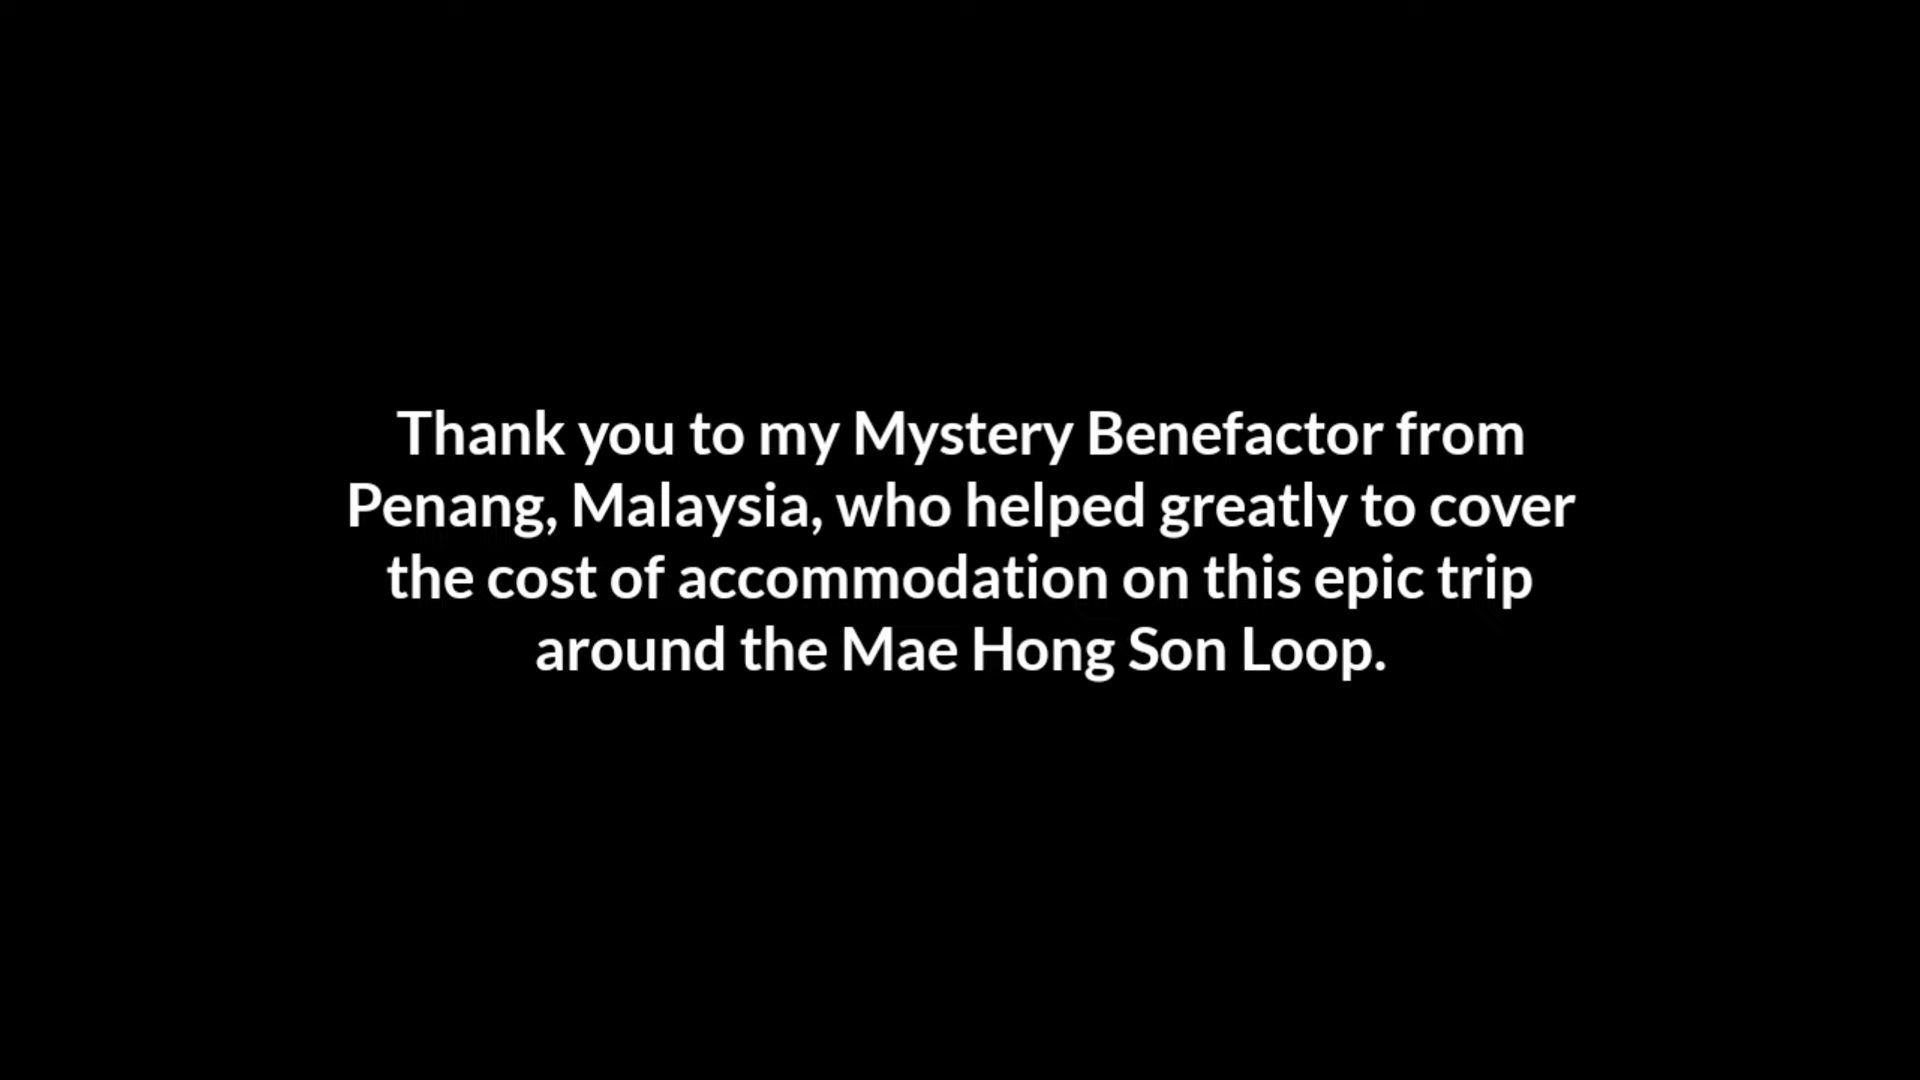 Thank you to my Mystery Benefactor from
Penang, Malaysia, who helped greatly to cover
the cost of accommodation on this epic trip
around the Mae Hong Son Loop.